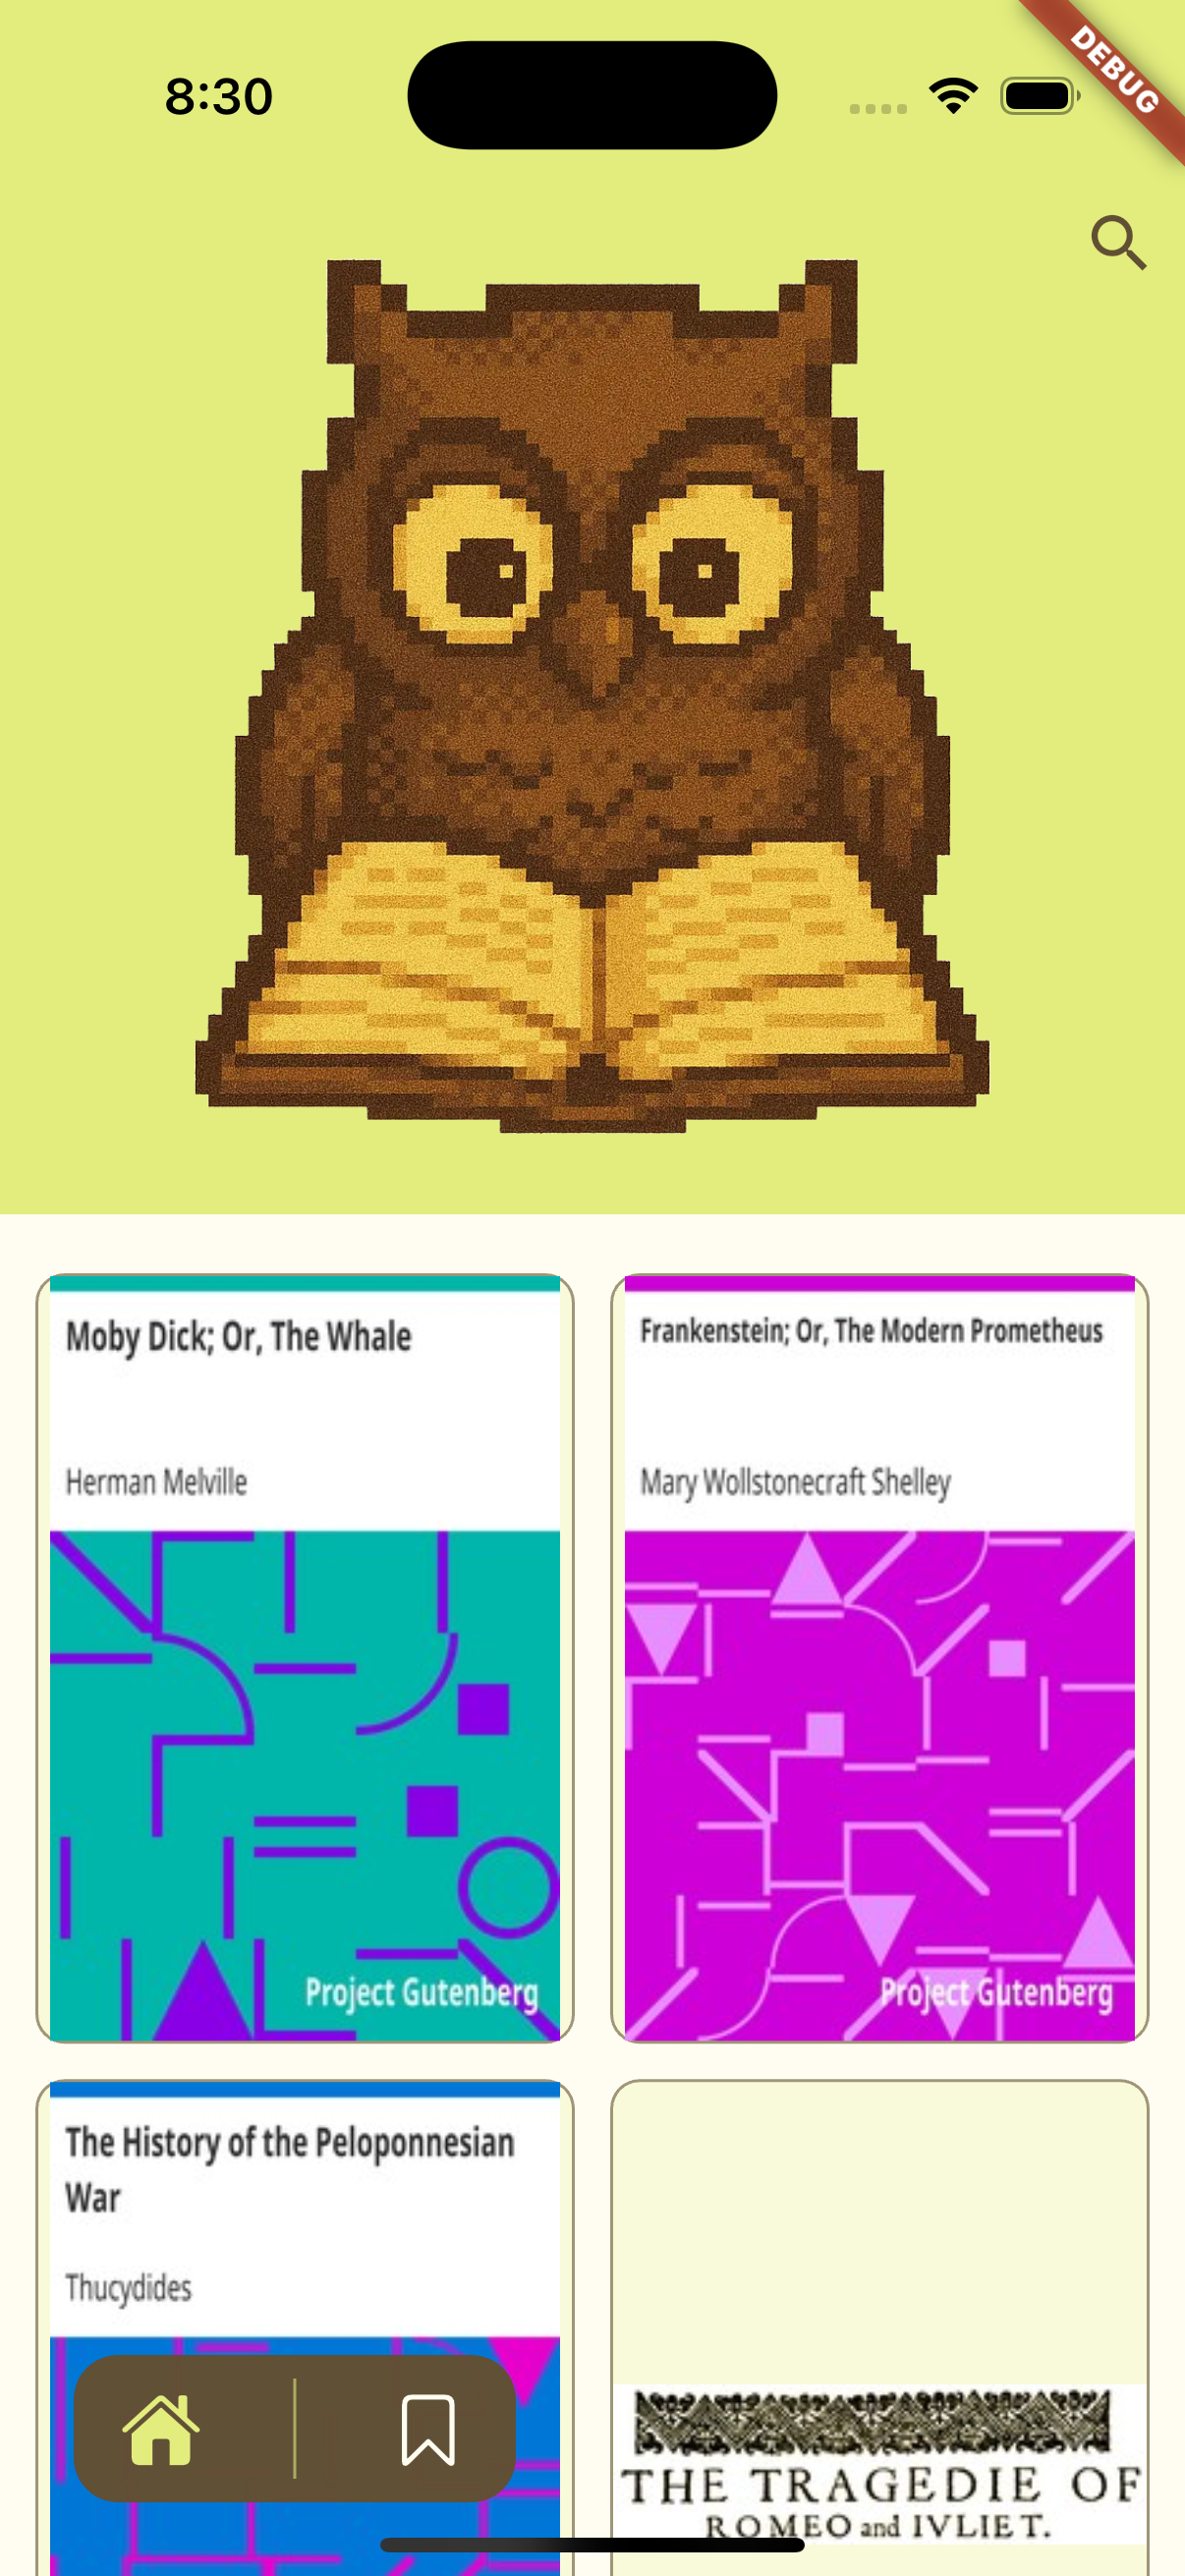 8:30
DEBUG
Moby Dick; Or, The Whale
Herman Melville
Project Gutenberg
Frankenstein; Or, The Modern Prometheus
Mary Wollstonecraft Shelley
Project Gutenberg
The History of the Peloponnesian
War
Thucydides
THE TRAGEDIE OF
ROMEO and IVLIET.